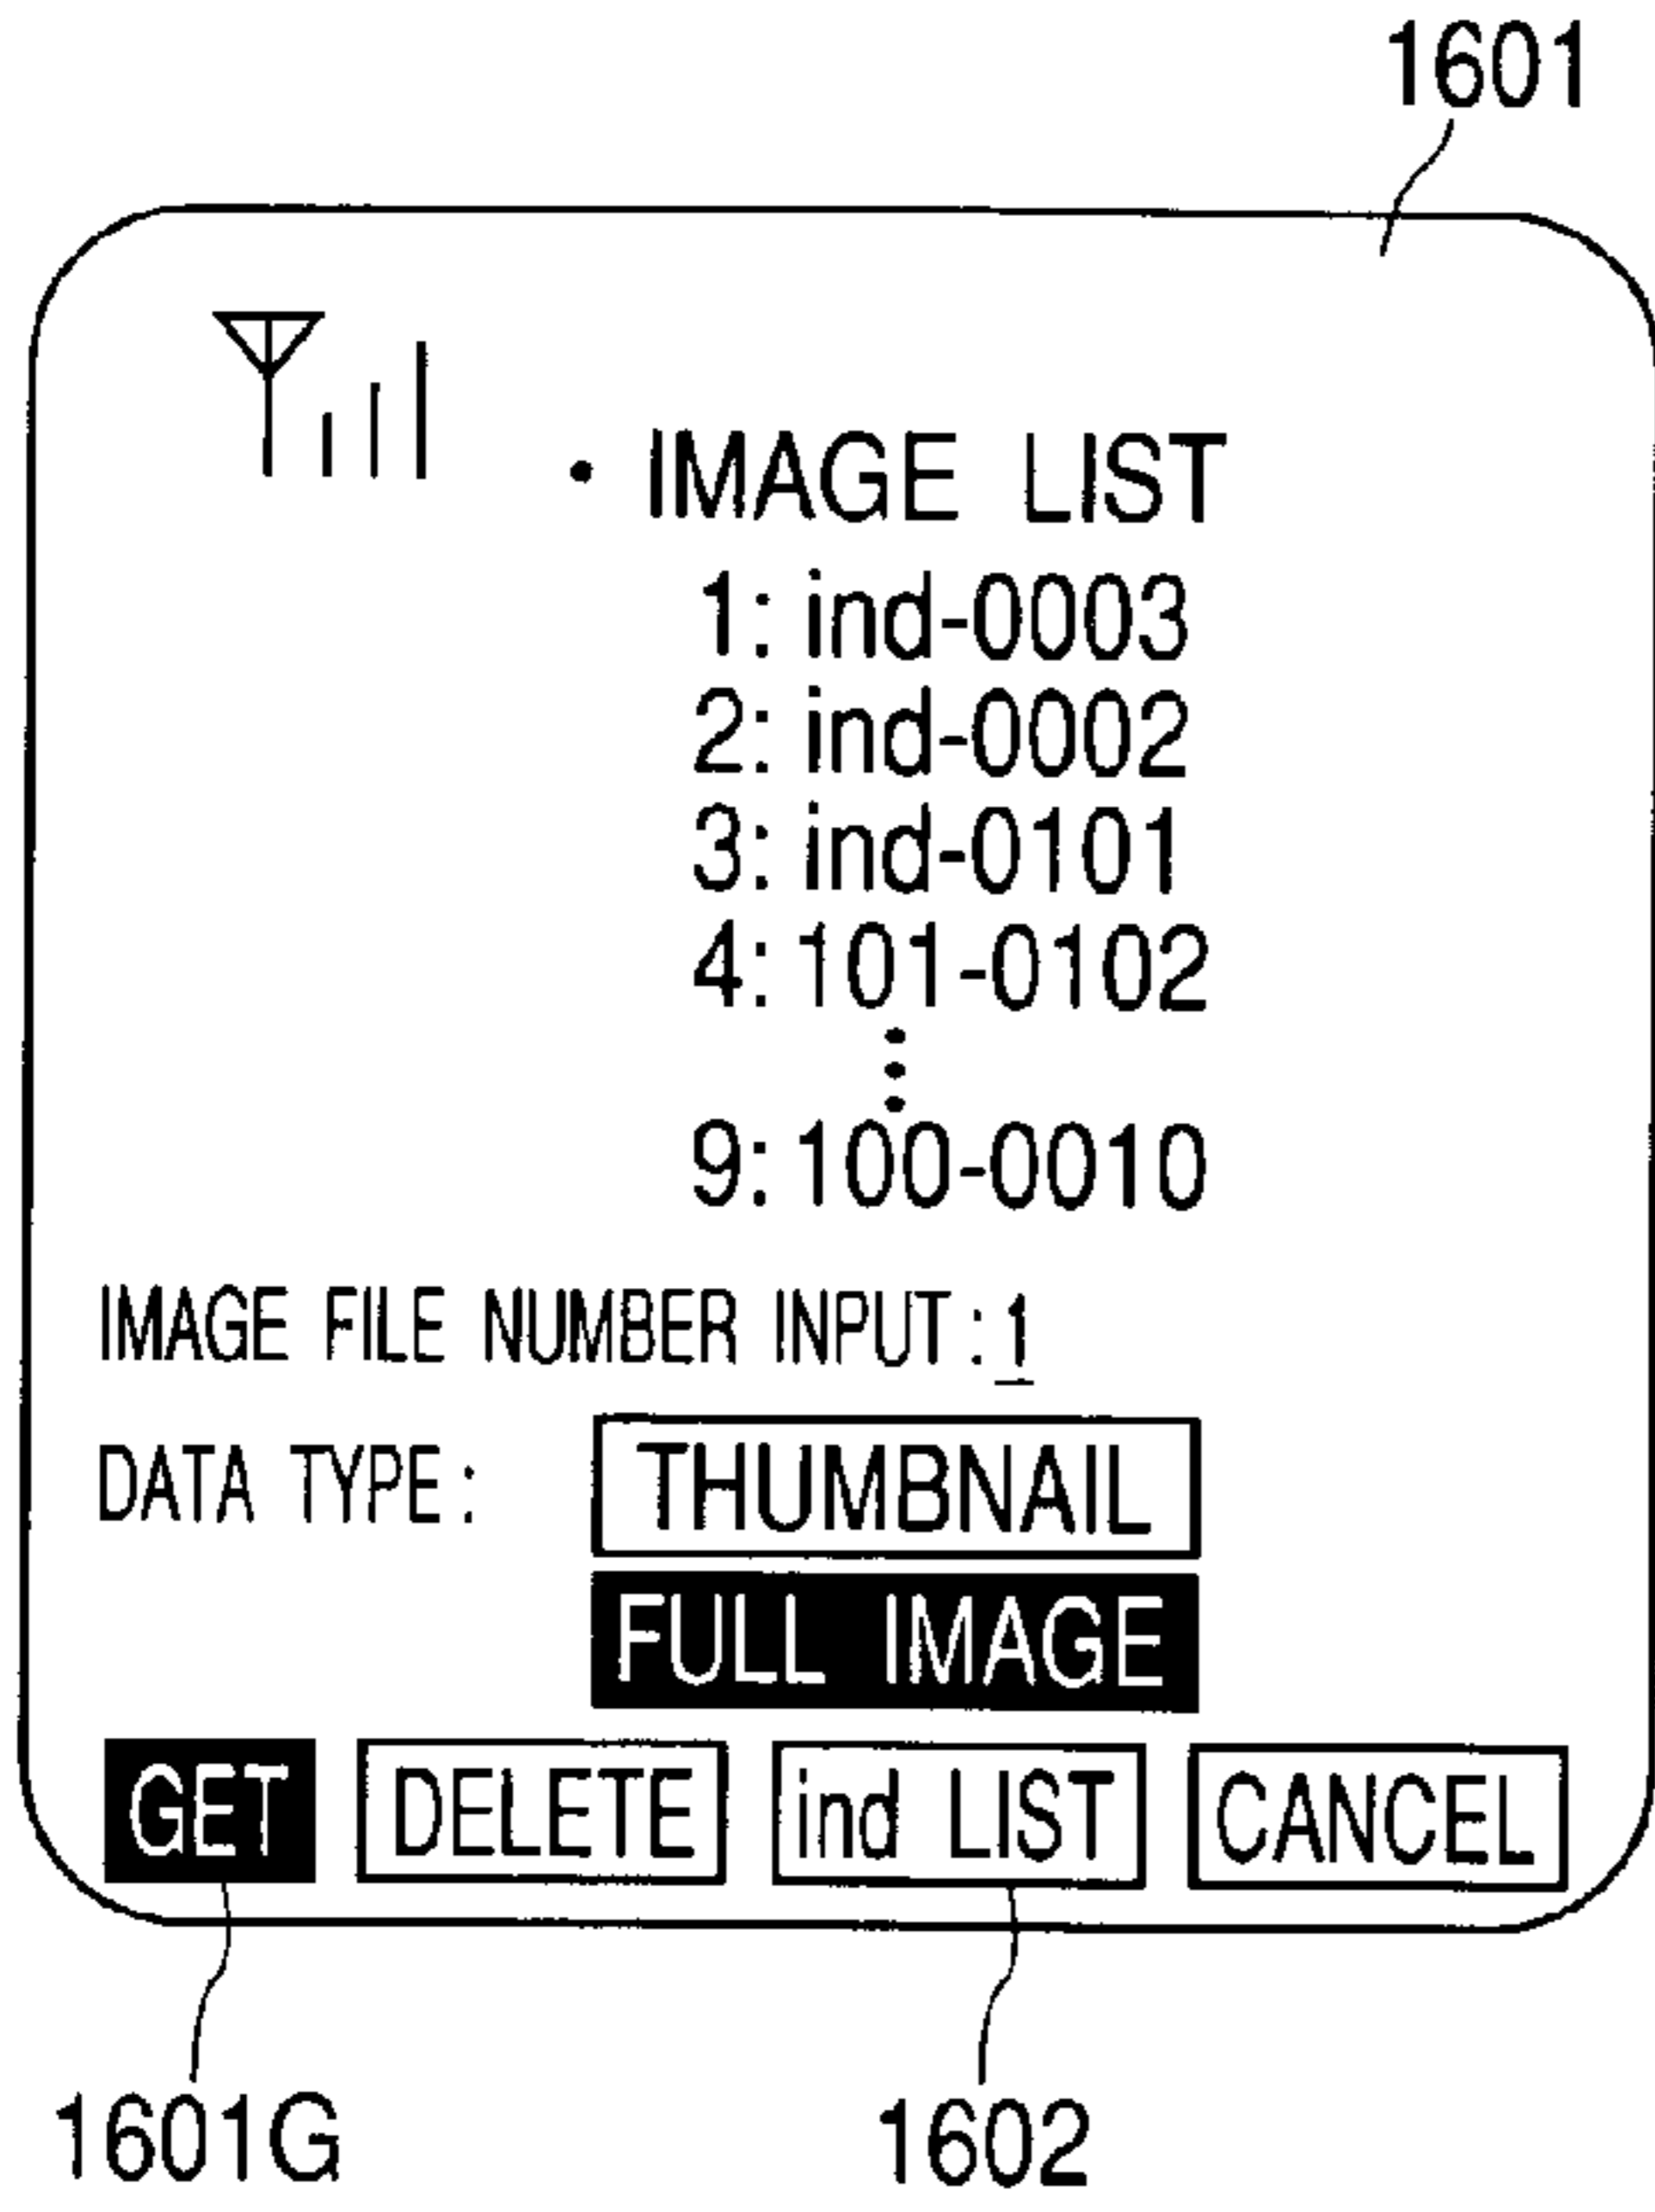 1601
• IMAGE LIST
1: ind-0003
2: ind-0002
3: ind-0101
4: 101-0102
⋮
9: 100-0010
IMAGE FILE NUMBER INPUT : 1
DATA TYPE : THUMBNAIL
FULL IMAGE
GET DELETE ind LIST CANCEL
1601G 1602